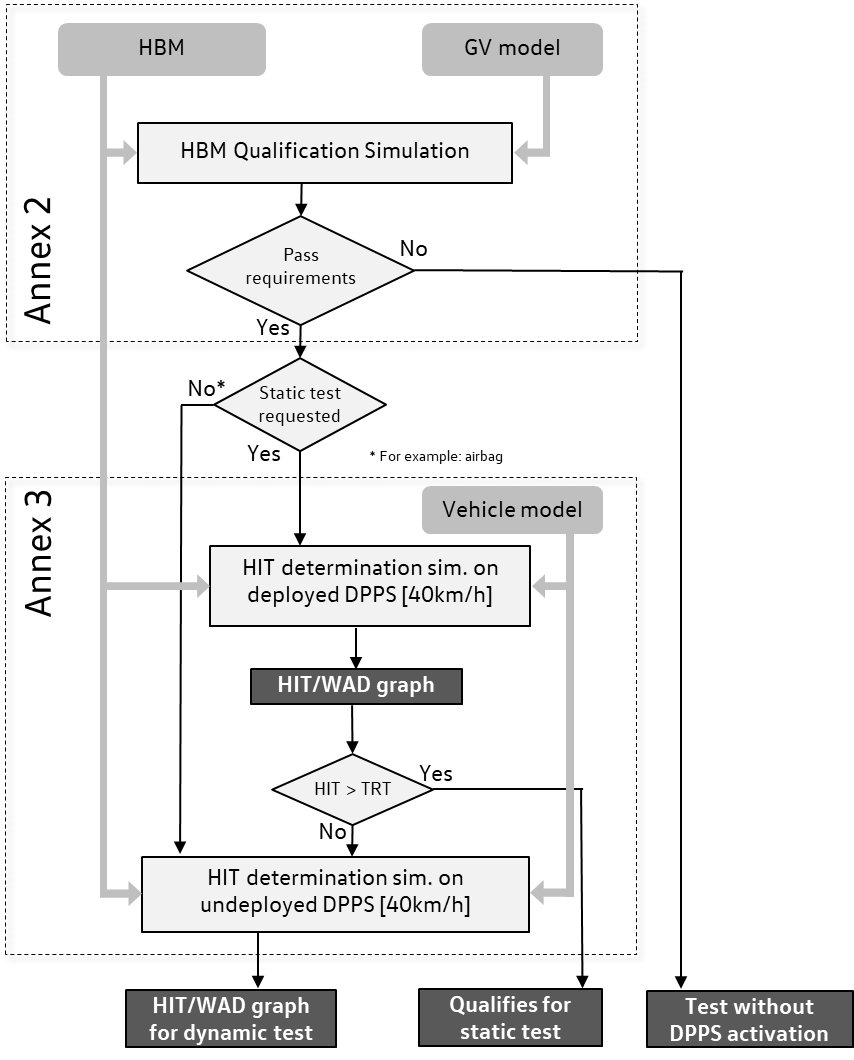 HBM
GV model
HBM Qualification Simulation
Annex 2
Pass
requirements
No
Yes
Static test
requested
No*
Yes
* For example: airbag
Annex 3
Vehicle model
HIT determination sim. on
deployed DPPS [40km/h]
HIT/WAD graph
HIT > TRT
Yes
No
HIT determination sim. on
undeployed DPPS [40km/h]
HIT/WAD graph
for dynamic test
Qualifies for
static test
Test without
DPPS activation